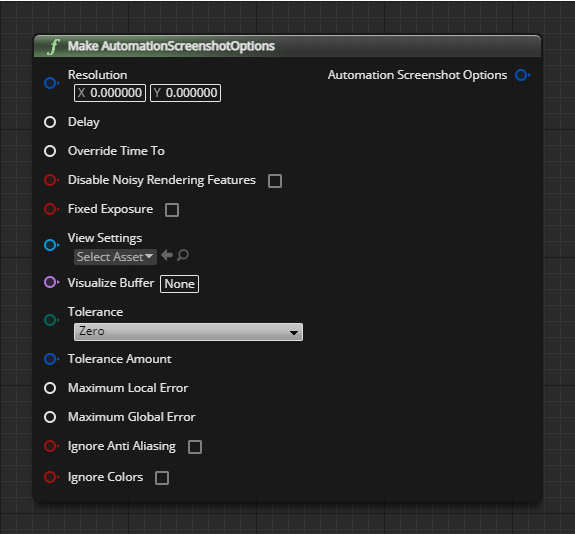 f Make AutomationScreenshotOptions
Resolution
Automation Screenshot Options
X 0.000000 Y 0.000000
Delay
Override Time To
Disable Noisy Rendering Features
Fixed Exposure
View Settings
Select Asset
Visualize Buffer None
Tolerance
Zero
Tolerance Amount
Maximum Local Error
Maximum Global Error
Ignore Anti Aliasing
Ignore Colors